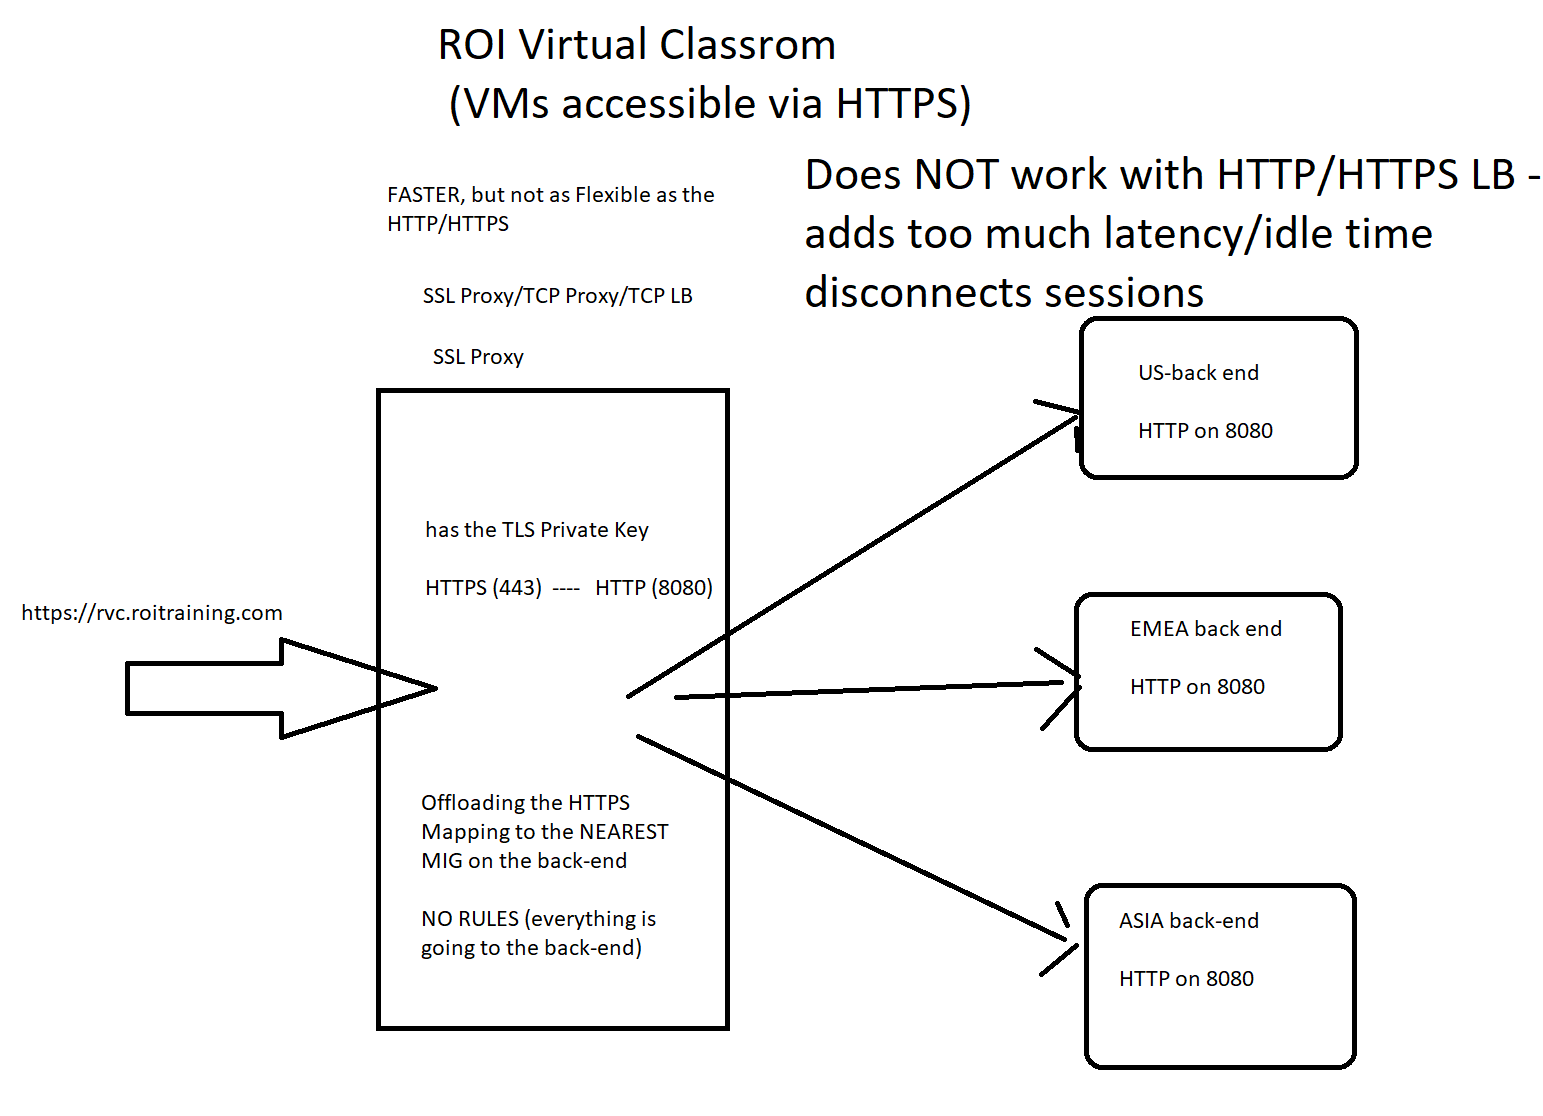 ROI Virtual Classrom
(VMs accessible via HTTPS)
Does NOT work with HTTP/HTTPS LB -
adds too much latency/idle time
disconnects sessions
FASTER, but not as Flexible as the
HTTP/HTTPS
SSL Proxy/TCP Proxy/TCP LB
SSL Proxy
has the TLS Private Key
HTTPS (443)  ----   HTTP (8080)
https://rvc.roitraining.com
Offloading the HTTPS
Mapping to the NEAREST
MIG on the back-end
NO RULES (everything is
going to the back-end)
US-back end
HTTP on 8080
EMEA back end
HTTP on 8080
ASIA back-end
HTTP on 8080